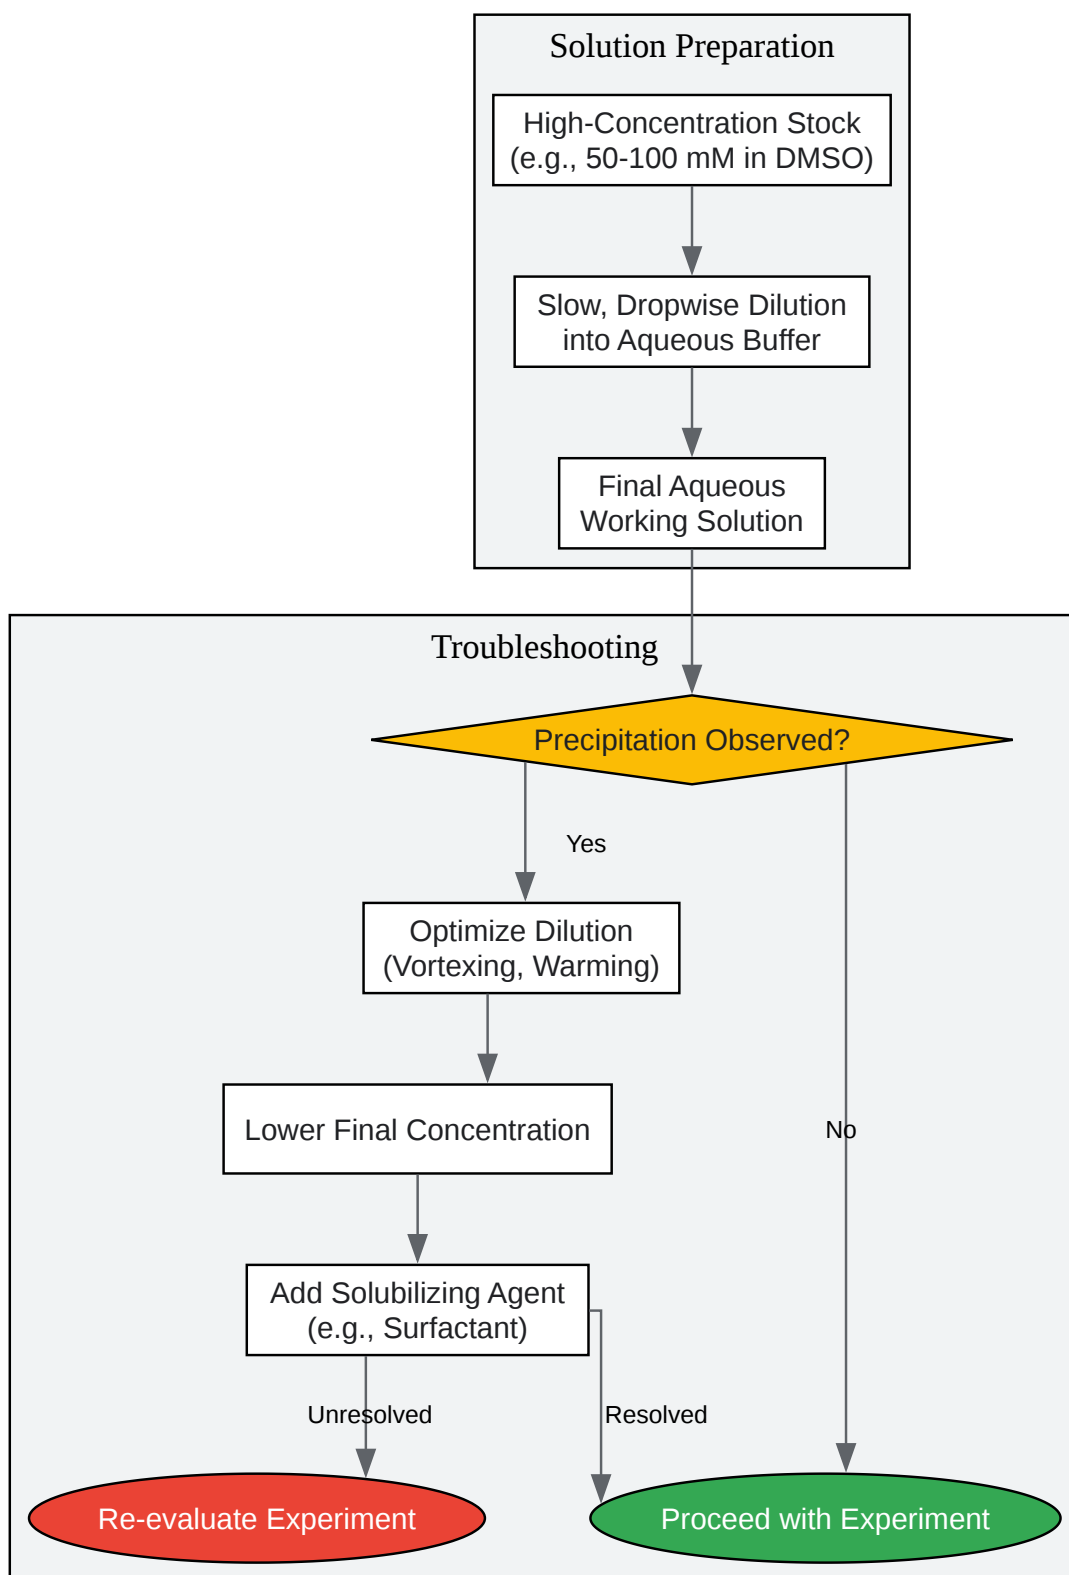 Solution Preparation
High-Concentration Stock
(e.g., 50-100 mM in DMSO)
Slow, Dropwise Dilution
into Aqueous Buffer
Final Aqueous
Working Solution
Troubleshooting
Precipitation Observed?
Yes
Optimize Dilution
(Vortexing, Warming)
Lower Final Concentration
No
Add Solubilizing Agent
(e.g., Surfactant)
Unresolved
Resolved
Re-evaluate Experiment
Proceed with Experiment